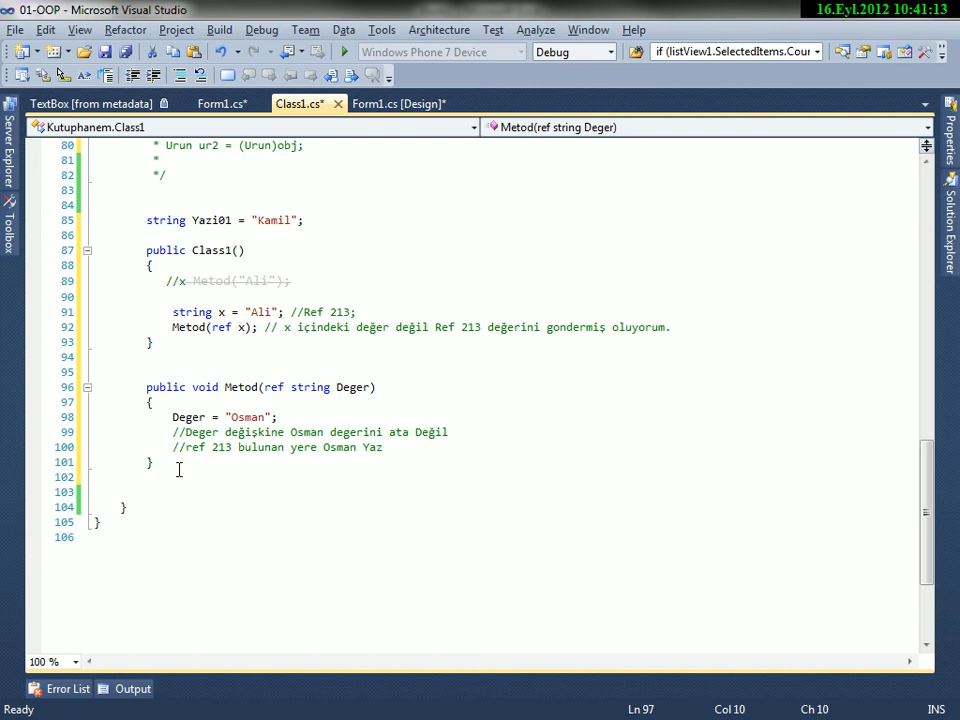 01-OOP - Microsoft Visual Studio
16.Eyl.2012 10:41:13
File Edit View Refactor Project Build Debug Team Data Tools Architecture Test Analyze Window Help
Windows Phone 7 Device Debug if (listView1.SelectedItems.Cour
TextBox [from metadata] Form1.cs* Class1.cs* Form1.cs [Design]*
Kutuphanem.Class1 Metod(ref string Deger)
Server Explorer
Toolbox
Properties
Solution Explorer
80 * Urun ur2 = (Urun)obj;
81 *
82 */
83
84
85 string Yazi01 = "Kamil";
86
87 public Class1()
88 {
89 //x Metod("Ali");
90
91 string x = "Ali"; //Ref 213;
92 Metod(ref x); // x içindeki değer değil Ref 213 değerini gondermiş oluyorum.
93 }
94
95
96 public void Metod(ref string Deger)
97 {
98 Deger = "Osman";
99 //Deger değişkine Osman degerini ata Değil
100 //ref 213 bulunan yere Osman Yaz
101 }
102
103
104 }
105 }
106
100 %
Error List Output
Ready Ln 97 Col 10 Ch 10 INS